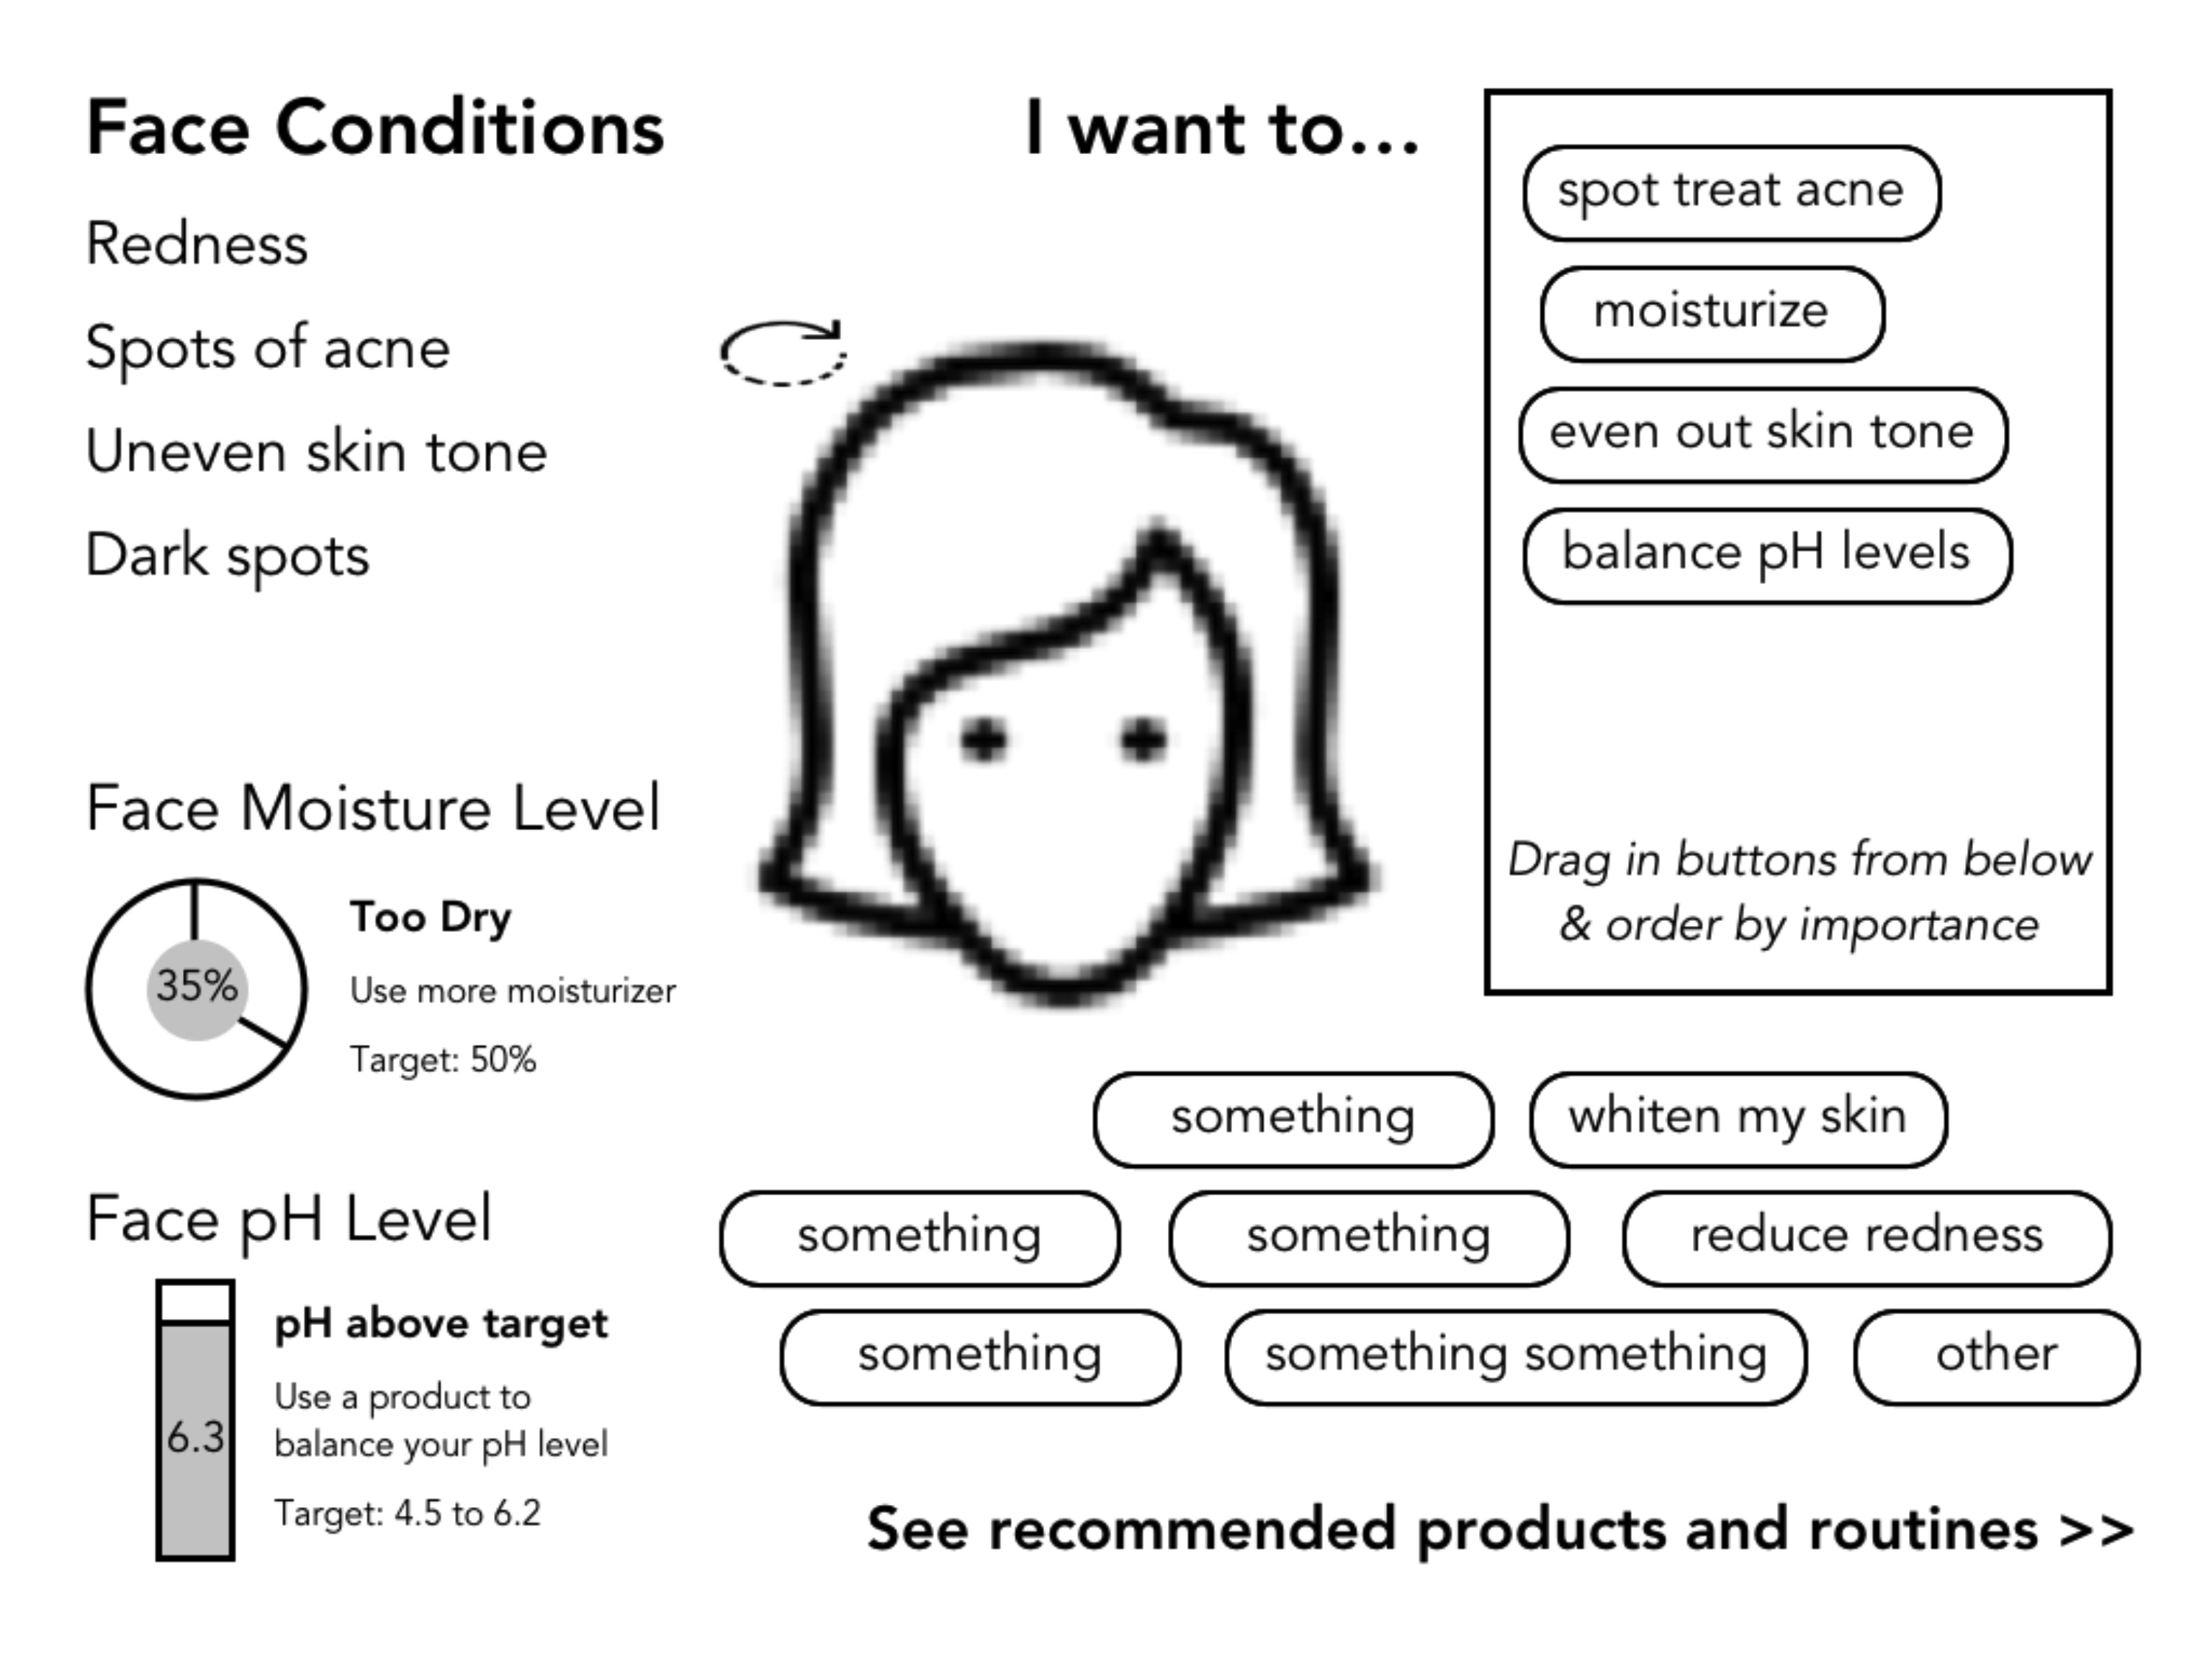 Face Conditions
Redness
Spots of acne
Uneven skin tone
Dark spots
Face Moisture Level
35%
Too Dry
Use more moisturizer
Target: 50%
Face pH Level
6.3
pH above target
Use a product to
balance your pH level
Target: 4.5 to 6.2
I want to...
spot treat acne
moisturize
even out skin tone
balance pH levels
Drag in buttons from below
& order by importance
something
whiten my skin
something
something
reduce redness
something
something something
other
See recommended products and routines >>